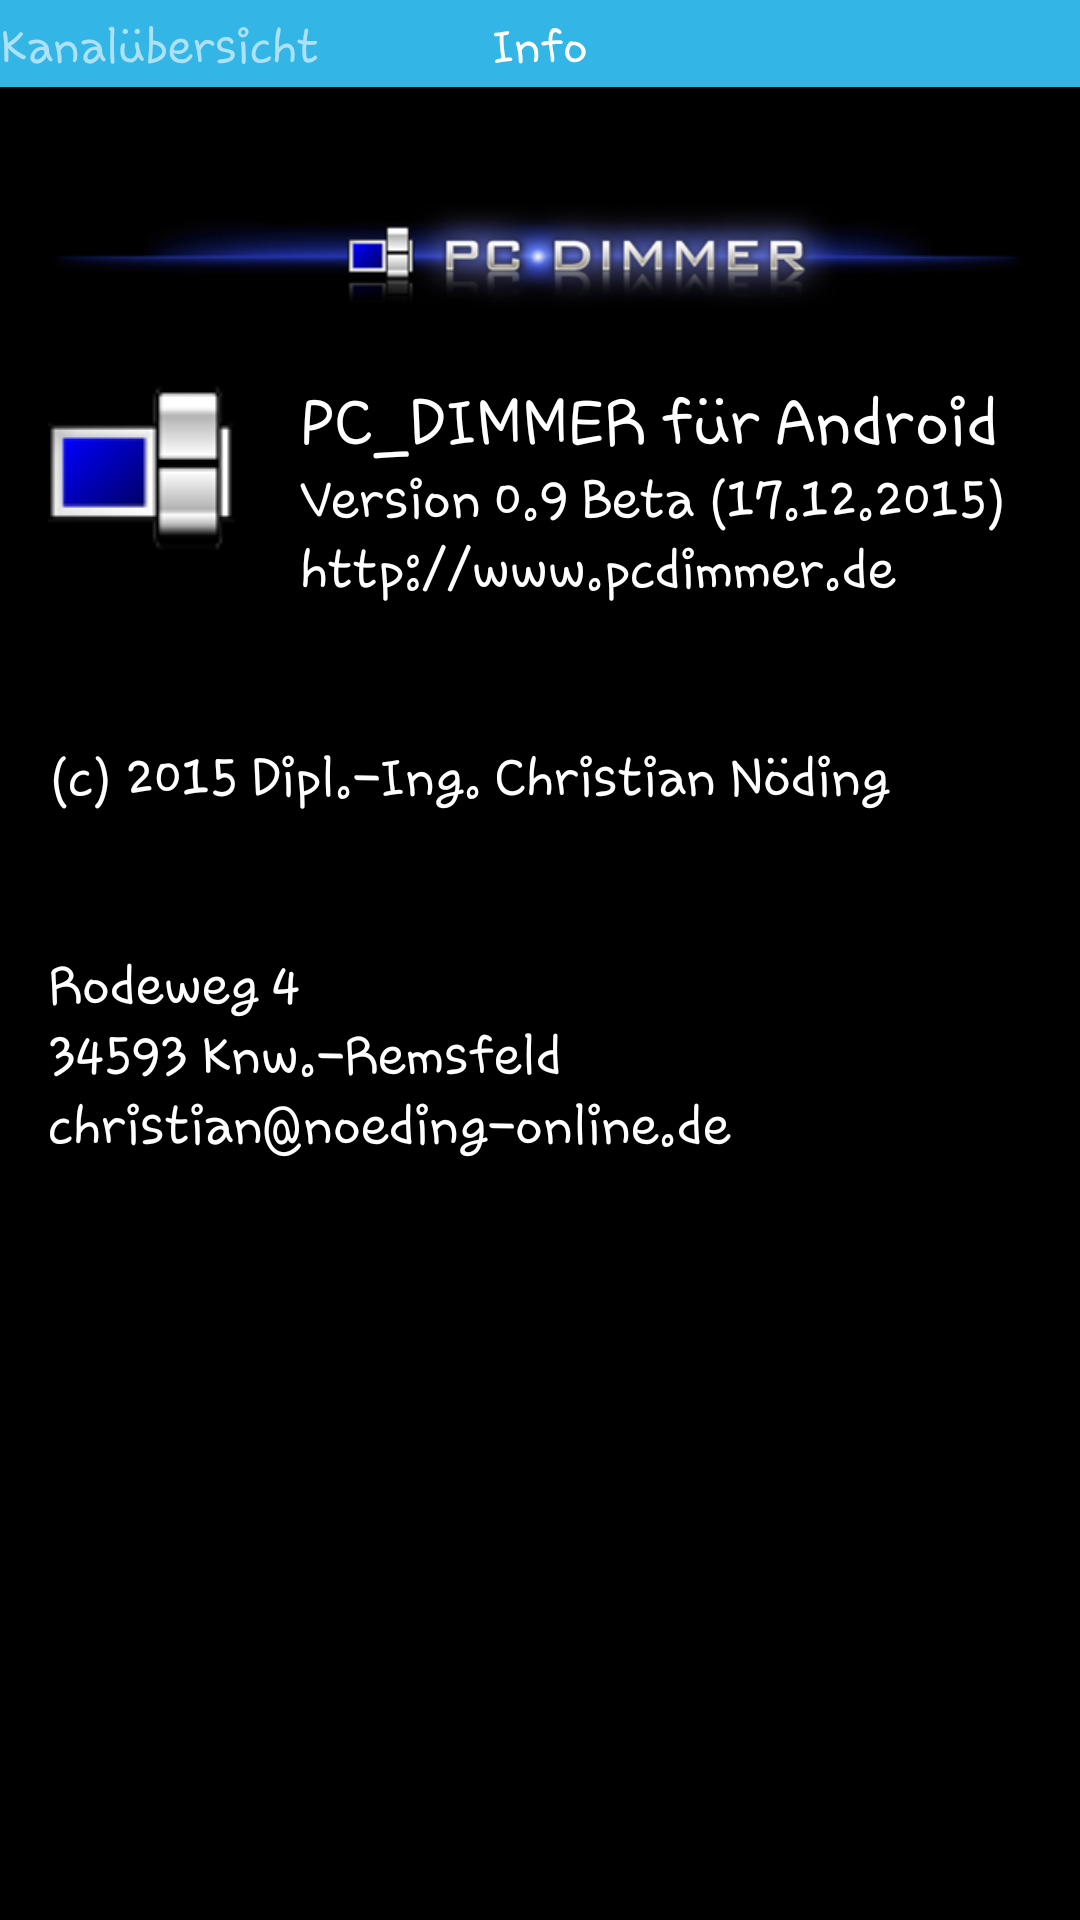 Kanalübersicht Info
PC DIMMER
PC_DIMMER für Android
Version 0.9 Beta (17.12.2015)
http://www.pcdimmer.de
(c) 2015 Dipl.-Ing. Christian Nöding
Rodeweg 4
34593 Knw.-Remsfeld
christian@noeding-online.de